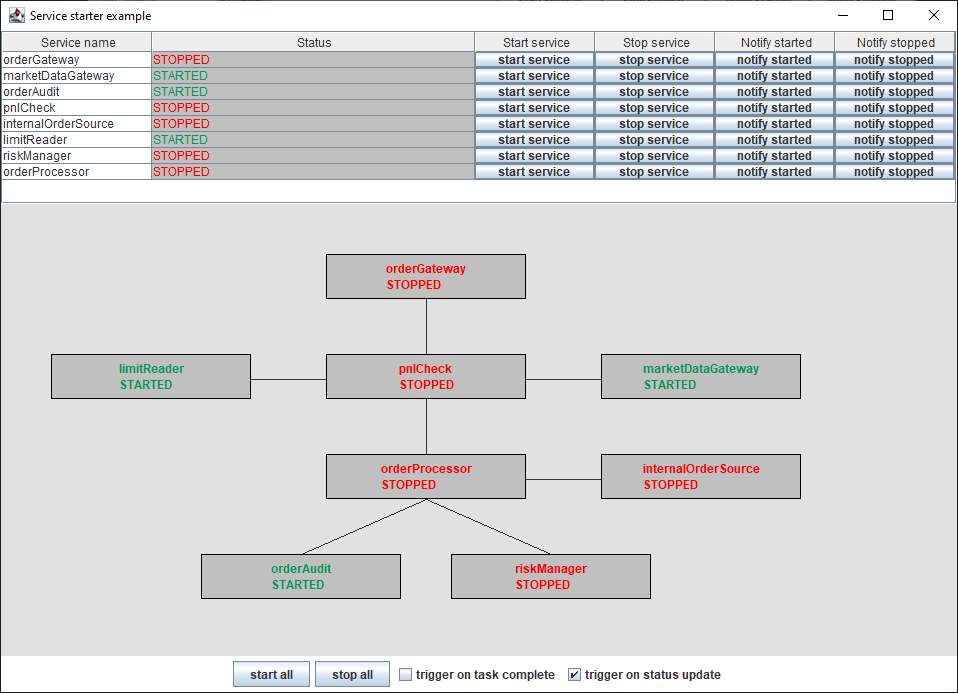 Service starter example
Service name Status Start service Stop service Notify started Notify stopped
orderGateway STOPPED start service stop service notify started notify stopped
marketDataGateway STARTED start service stop service notify started notify stopped
orderAudit STARTED start service stop service notify started notify stopped
pnlCheck STOPPED start service stop service notify started notify stopped
internalOrderSource STOPPED start service stop service notify started notify stopped
limitReader STARTED start service stop service notify started notify stopped
riskManager STOPPED start service stop service notify started notify stopped
orderProcessor STOPPED start service stop service notify started notify stopped
orderGateway
STOPPED
limitReader
STARTED
pnlCheck
STOPPED
marketDataGateway
STARTED
orderProcessor
STOPPED
internalOrderSource
STOPPED
orderAudit
STARTED
riskManager
STOPPED
start all stop all trigger on task complete trigger on status update